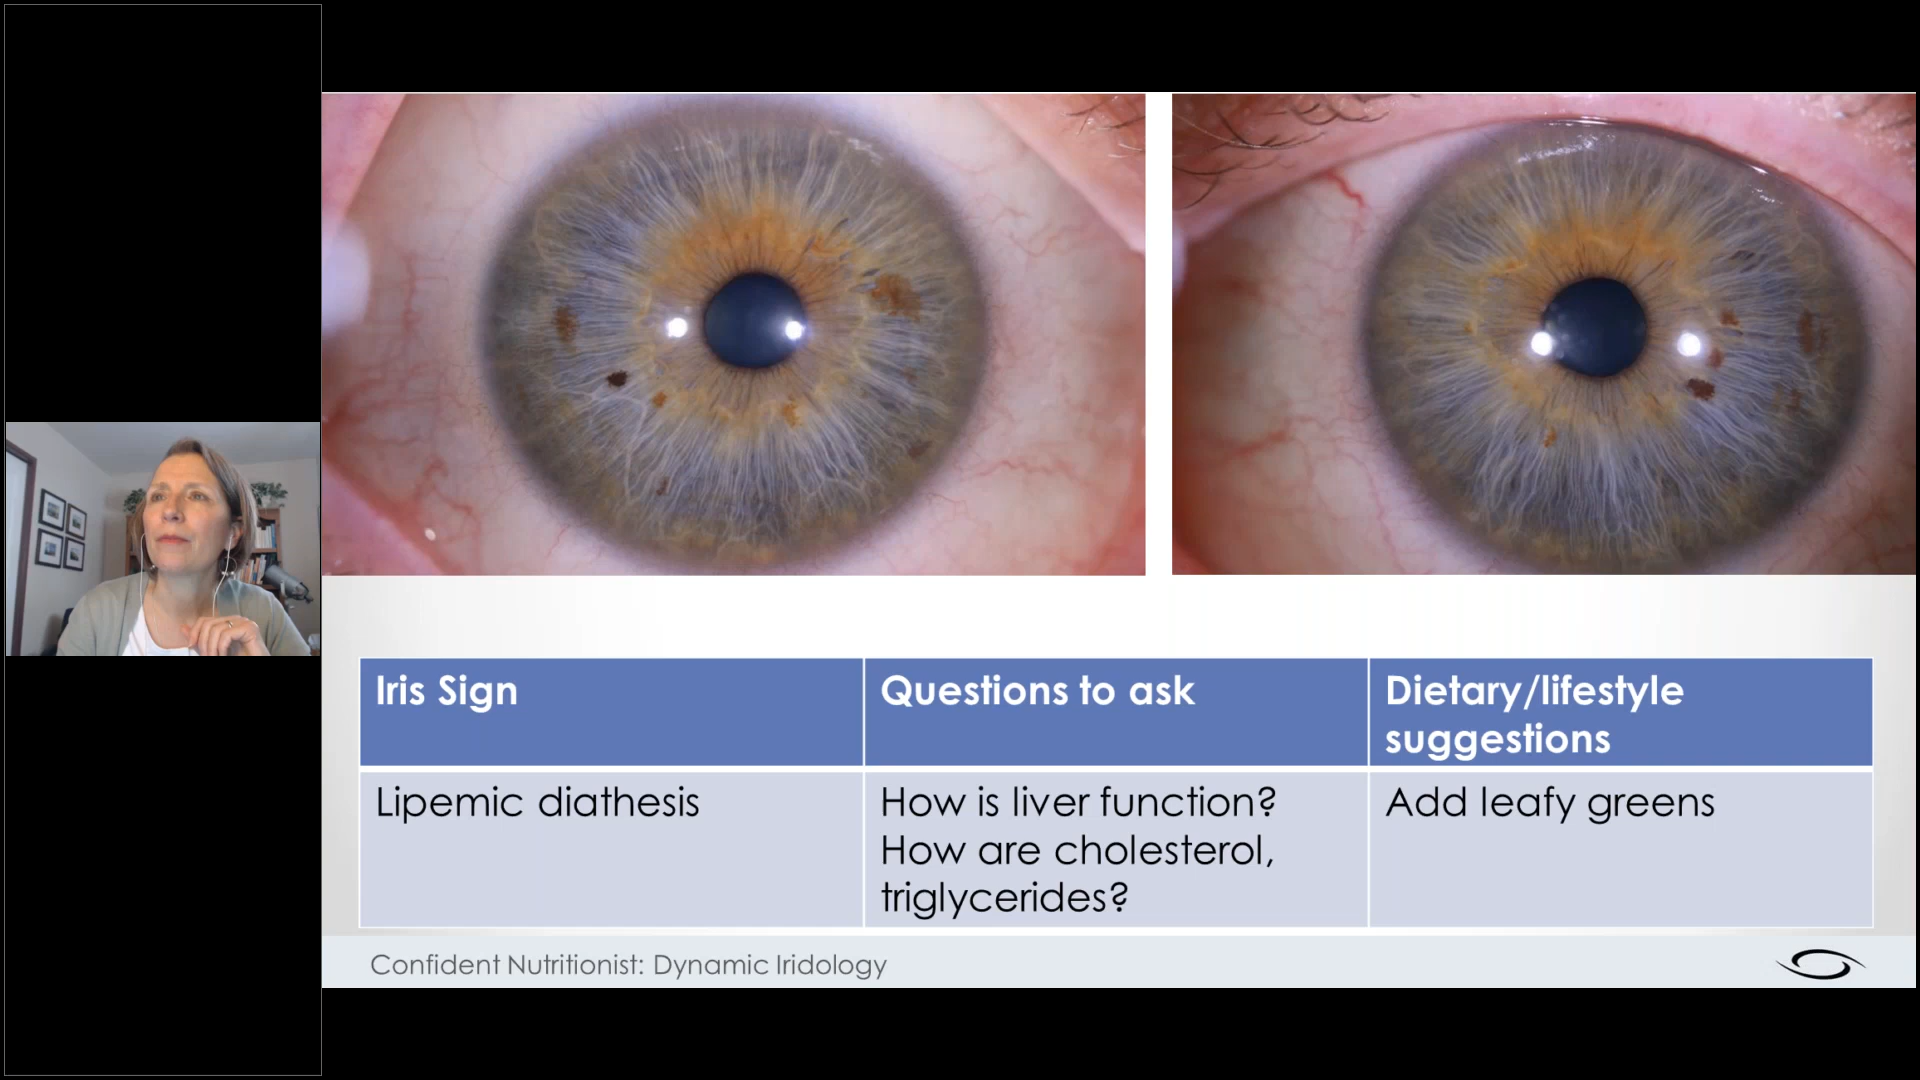 Iris Sign
Questions to ask
Dietary/lifestyle
suggestions
Lipemic diathesis
How is liver function?
How are cholesterol,
triglycerides?
Add leafy greens
Confident Nutritionist: Dynamic Iridology